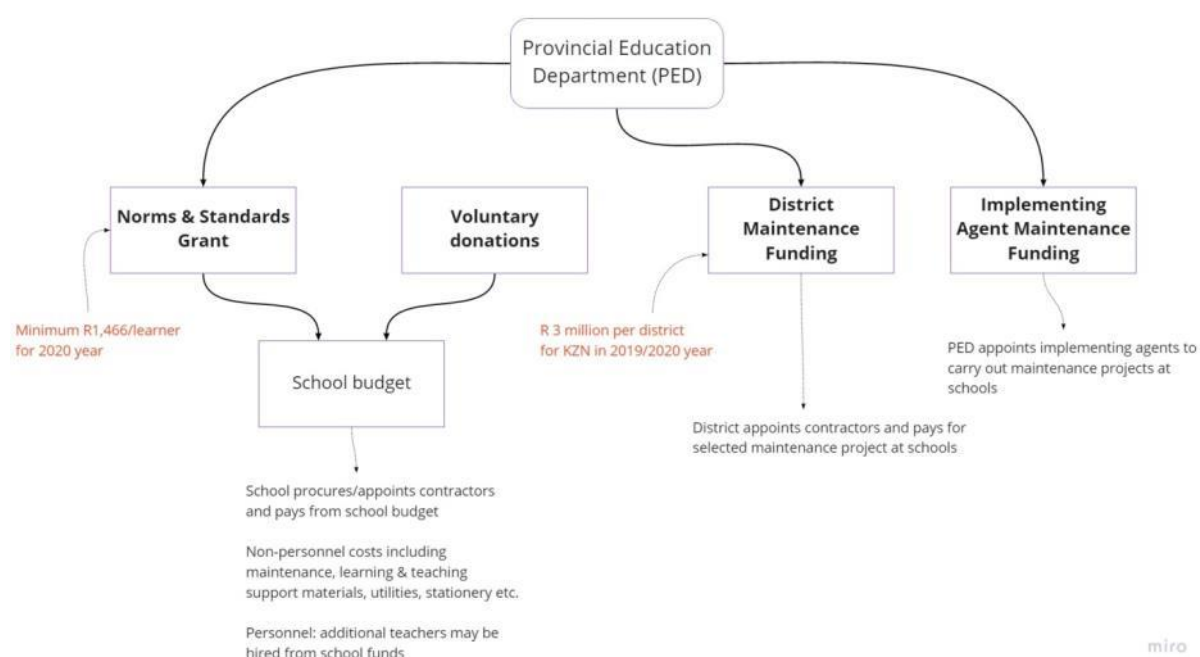 Provincial Education
Department (PED)
Norms & Standards
Grant
Voluntary
donations
District
Maintenance
Funding
Implementing
Agent Maintenance
Funding
Minimum R1,466/learner
for 2020 year
R 3 million per district
for KZN in 2019/2020 year
School budget
PED appoints implementing agents to
carry out maintenance projects at
schools
District appoints contractors and pays for
selected maintenance project at schools
School procures/appoints contractors
and pays from school budget
Non-personnel costs including
maintenance, learning & teaching
support materials, utilities, stationery etc.
Personnel: additional teachers may be
hired from school funds
miro